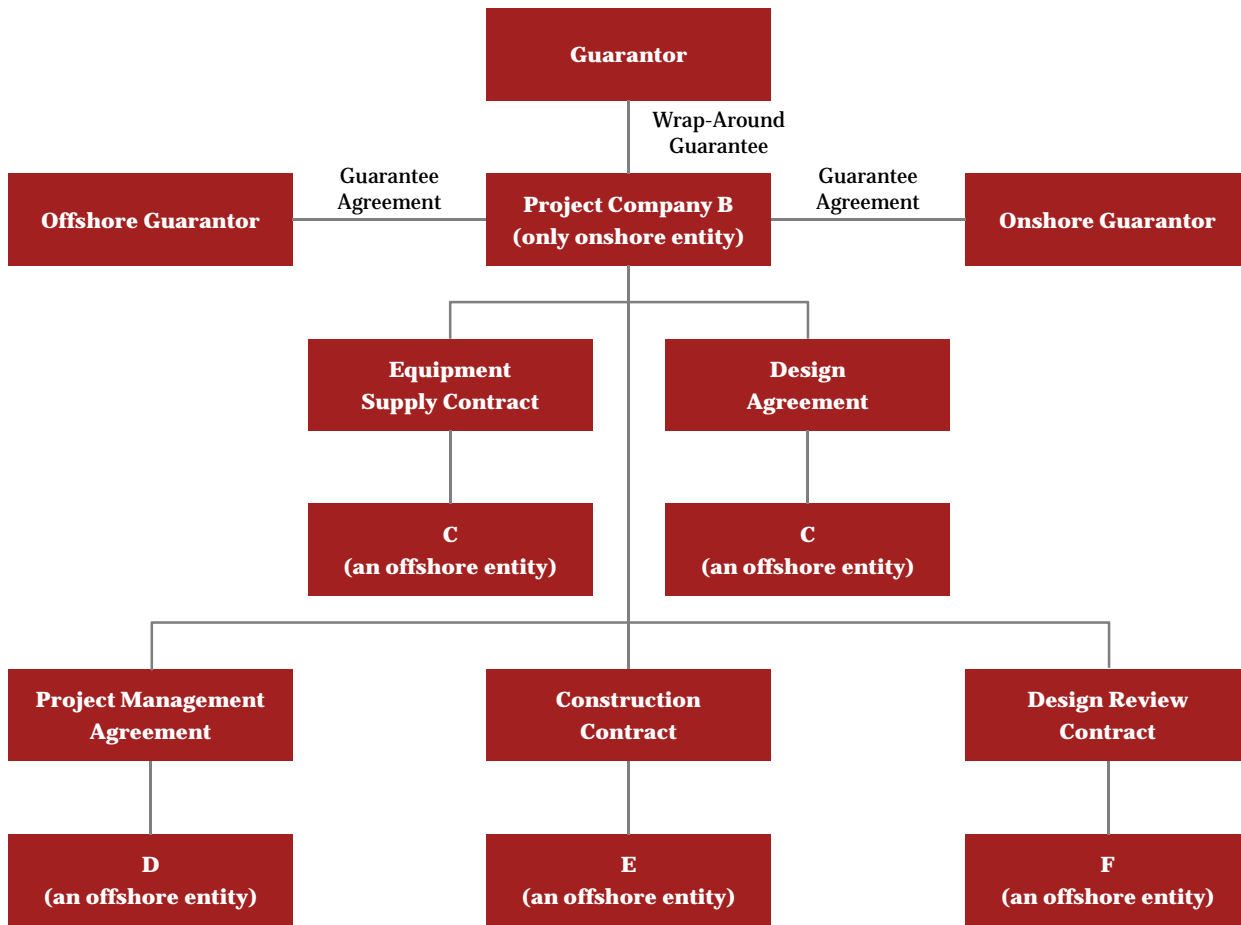 Guarantor
Wrap-Around
Guarantee
Guarantee
Agreement
Guarantee
Agreement
Offshore Guarantor
Project Company B
(only onshore entity)
Onshore Guarantor
Equipment
Supply Contract
Design
Agreement
C
(an offshore entity)
C
(an offshore entity)
Project Management
Agreement
Construction
Contract
Design Review
Contract
D
(an offshore entity)
E
(an offshore entity)
F
(an offshore entity)